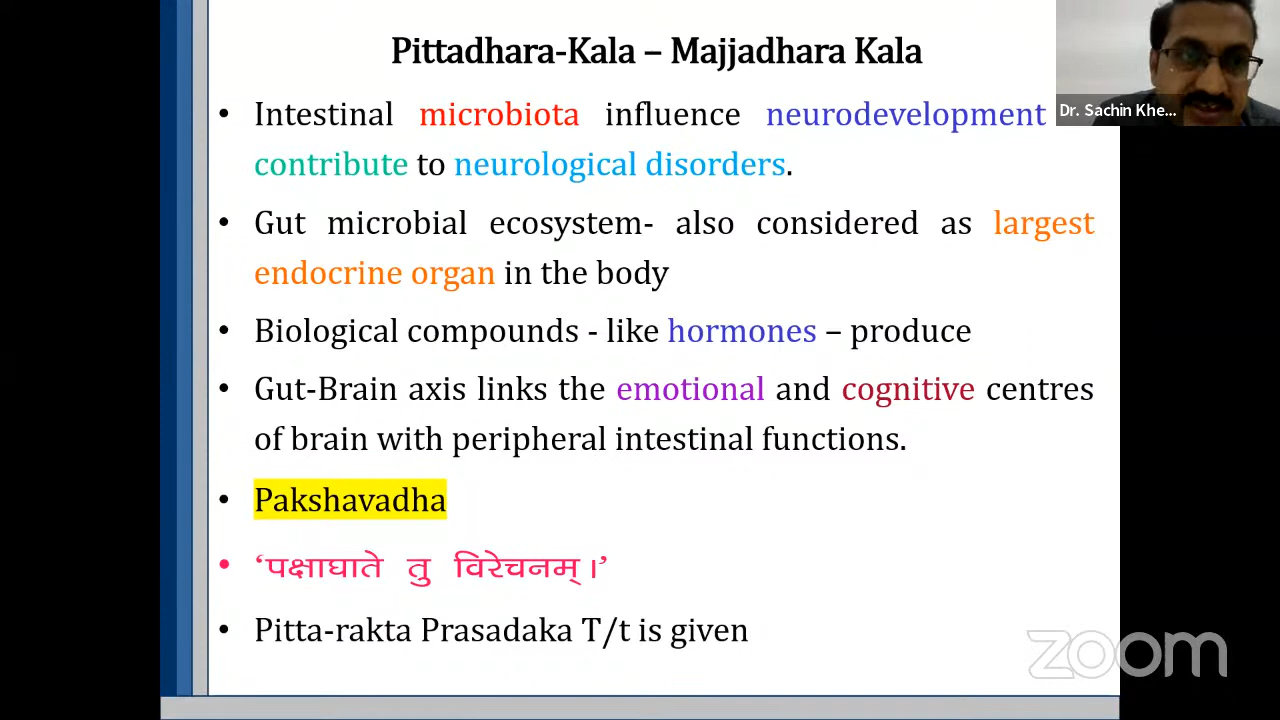 Pittadhara-Kala – Majjadhara Kala
Dr. Sachin Khe...
• Intestinal microbiota influence neurodevelopment
contribute to neurological disorders.
• Gut microbial ecosystem- also considered as largest
endocrine organ in the body
• Biological compounds - like hormones – produce
• Gut-Brain axis links the emotional and cognitive centres
of brain with peripheral intestinal functions.
• Pakshavadha
• ‘पक्षाघाते तु विरेचनम्।’
• Pitta-rakta Prasadaka T/t is given
zoom